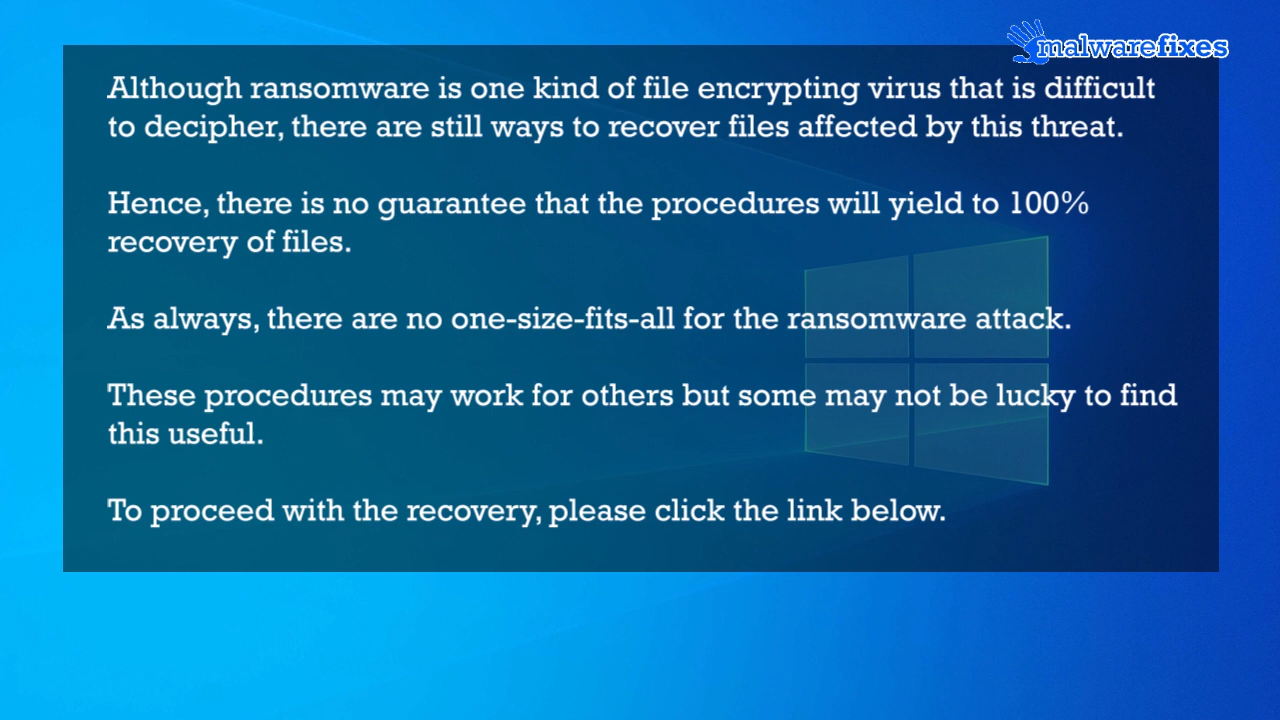 malwarefixes
Although ransomware is one kind of file encrypting virus that is difficult
to decipher, there are still ways to recover files affected by this threat.
Hence, there is no guarantee that the procedures will yield to 100%
recovery of files.
As always, there are no one-size-fits-all for the ransomware attack.
These procedures may work for others but some may not be lucky to find
this useful.
To proceed with the recovery, please click the link below.